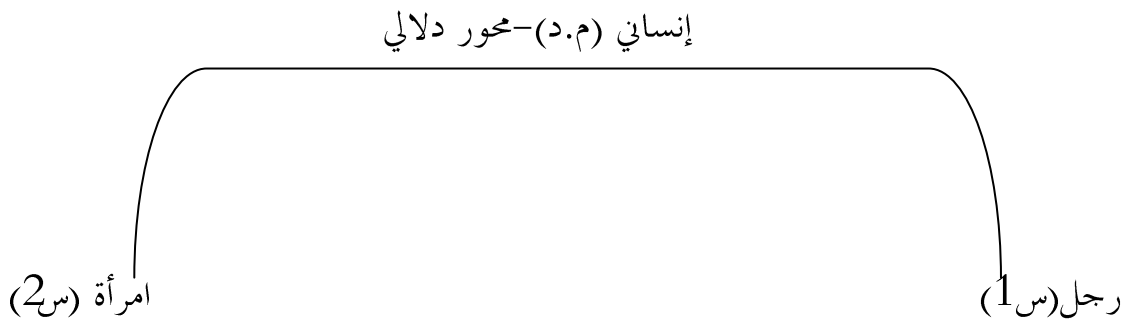 إنساني (م.د)-محور دلالي
رجل(س1)
امرأة (س2)